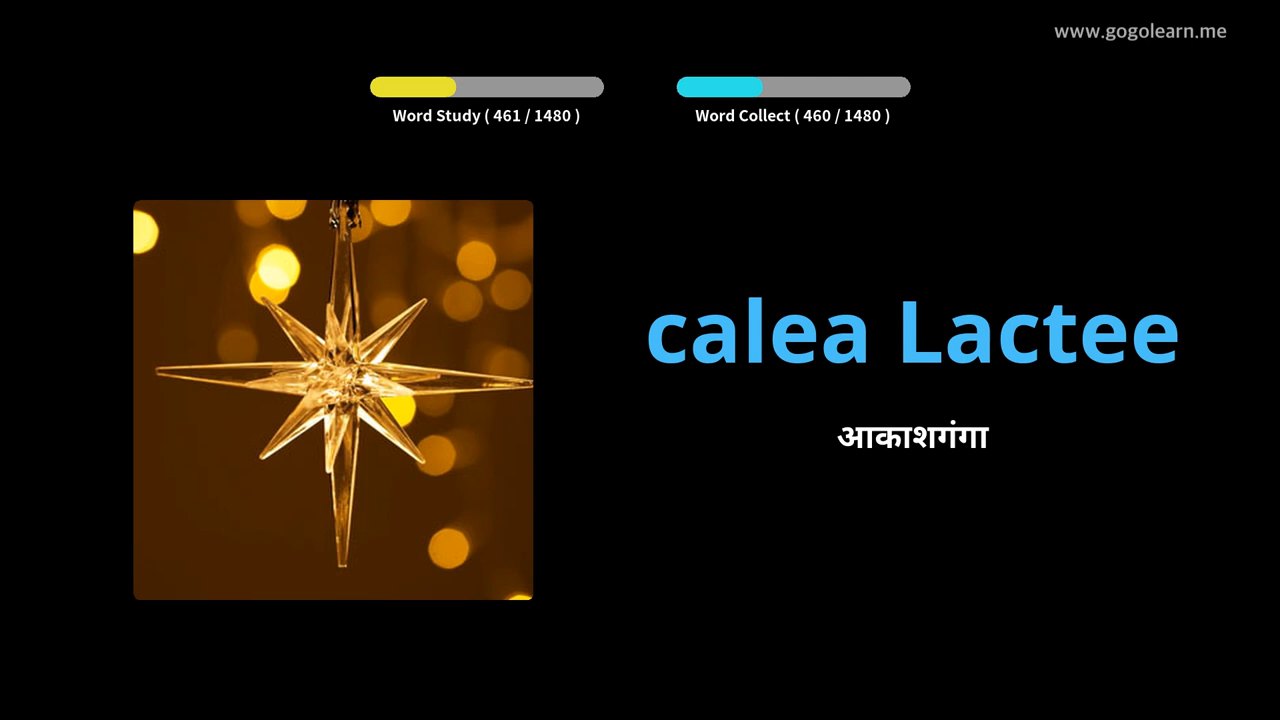 www.gogolearn.me
Word Study ( 461 / 1480 )
Word Collect ( 460 / 1480 )
calea Lactee
आकाशगंगा